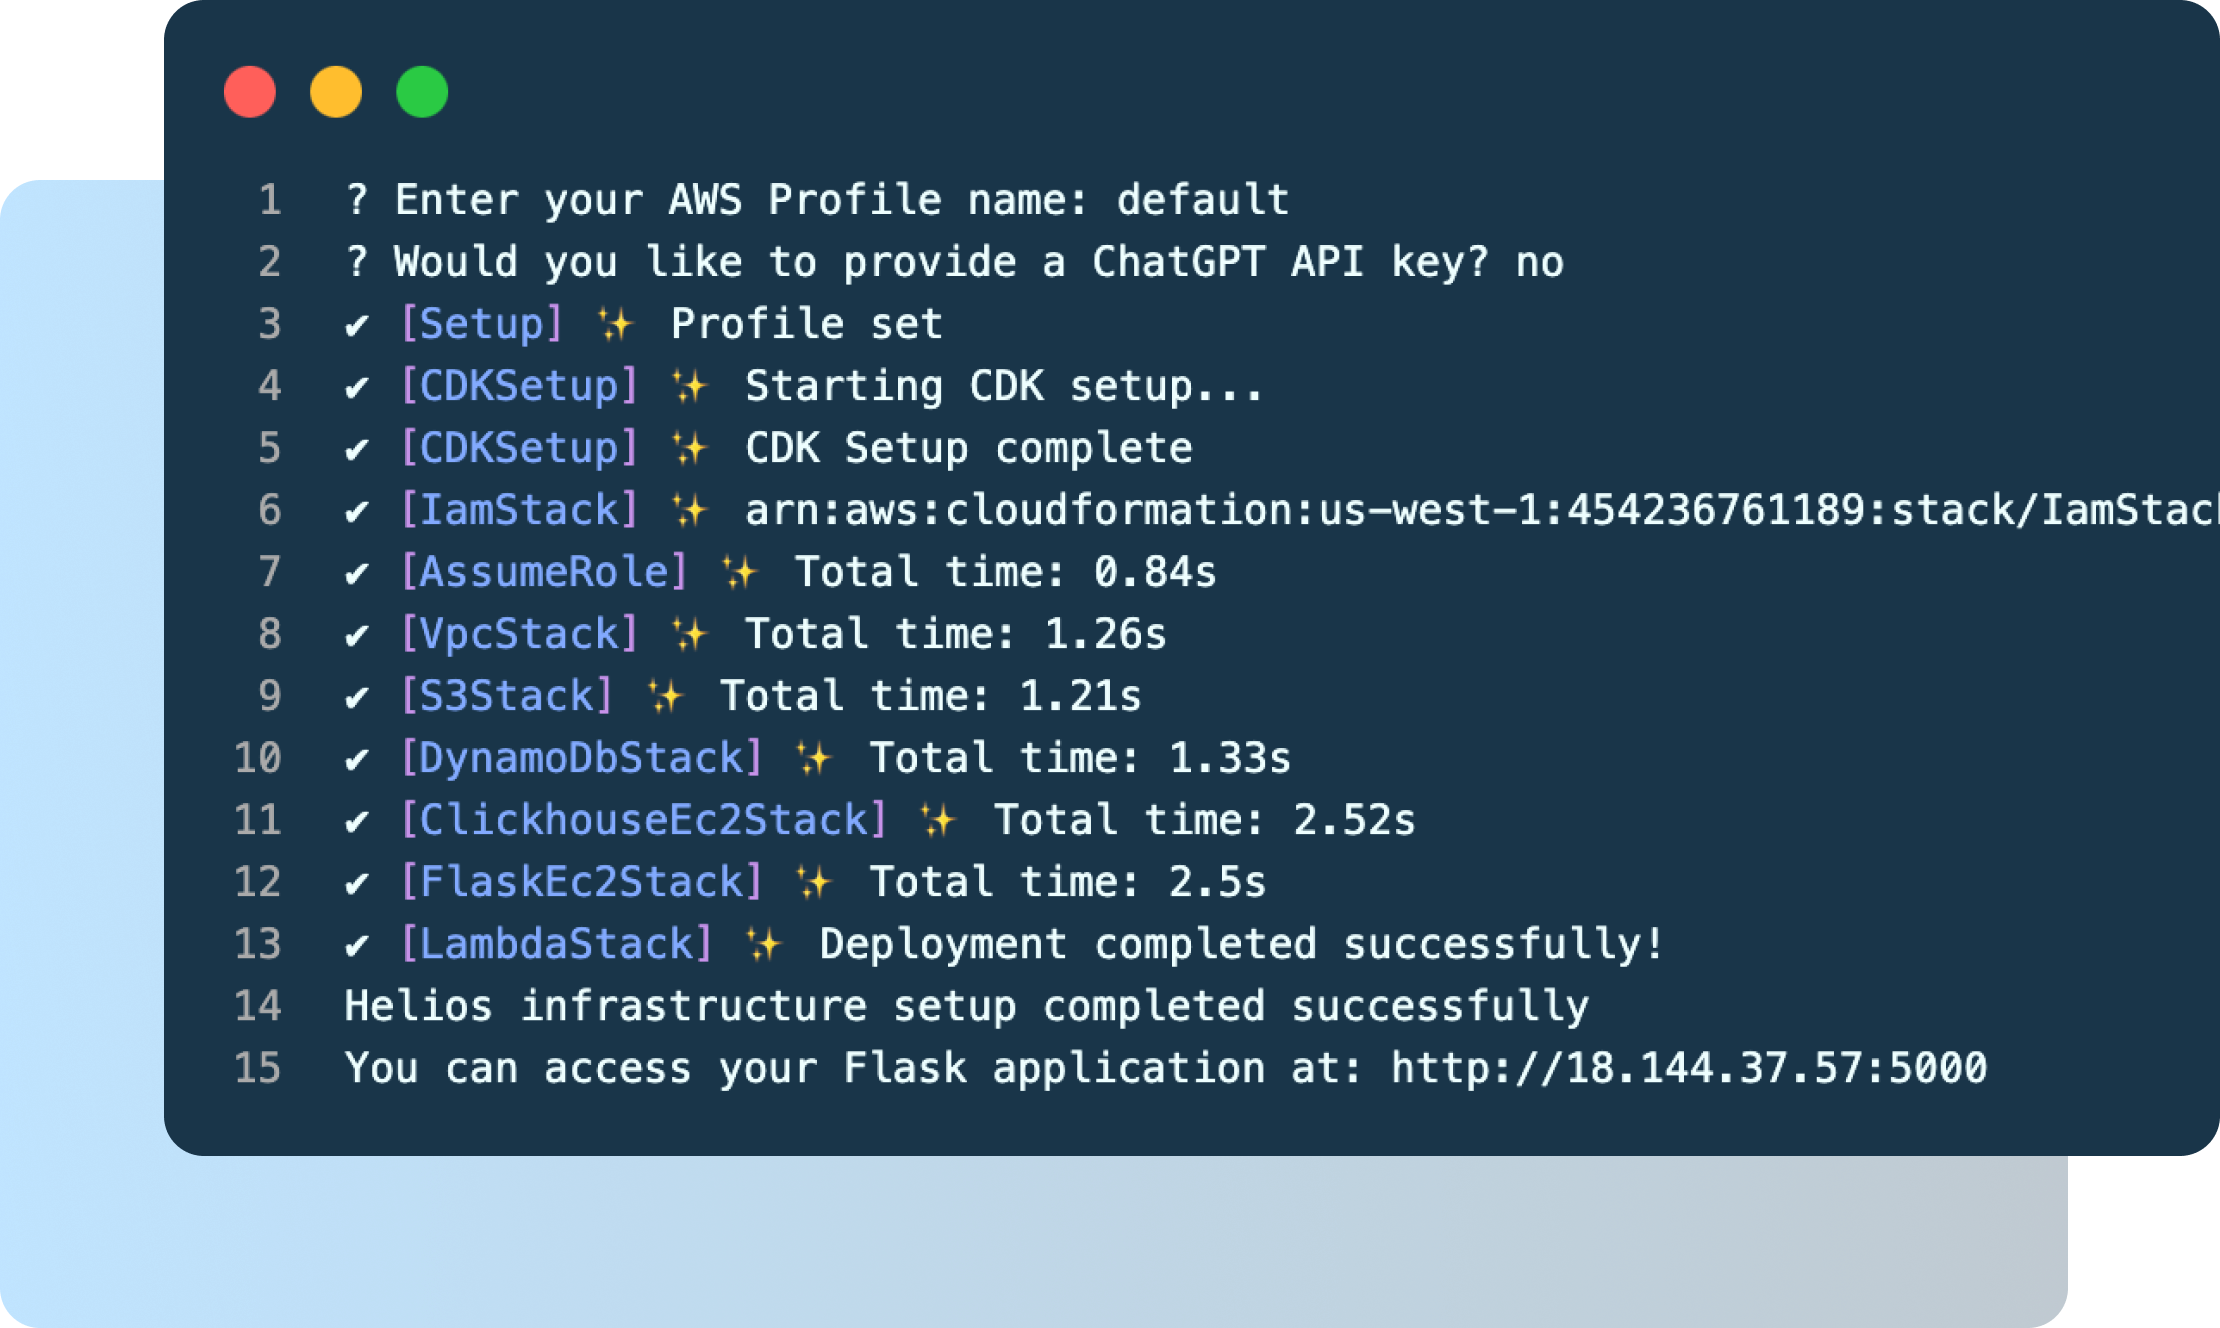 1 ? Enter your AWS Profile name: default
2 ? Would you like to provide a ChatGPT API key? no
3 ✔ [Setup] ✨ Profile set
4 ✔ [CDKSetup] ✨ Starting CDK setup...
5 ✔ [CDKSetup] ✨ CDK Setup complete
6 ✔ [IamStack] ✨ arn:aws:cloudformation:us-west-1:454236761189:stack/IamStack
7 ✔ [AssumeRole] ✨ Total time: 0.84s
8 ✔ [VpcStack] ✨ Total time: 1.26s
9 ✔ [S3Stack] ✨ Total time: 1.21s
10 ✔ [DynamoDbStack] ✨ Total time: 1.33s
11 ✔ [ClickhouseEc2Stack] ✨ Total time: 2.52s
12 ✔ [FlaskEc2Stack] ✨ Total time: 2.5s
13 ✔ [LambdaStack] ✨ Deployment completed successfully!
14 Helios infrastructure setup completed successfully
15 You can access your Flask application at: http://18.144.37.57:5000